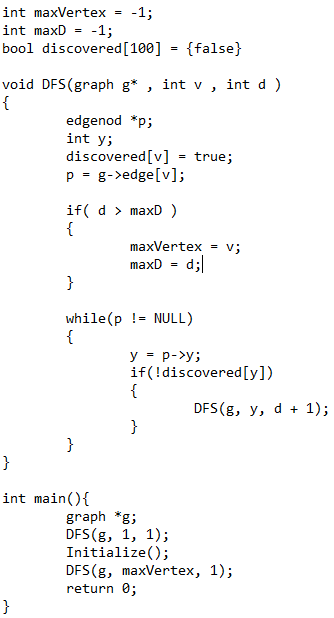 int maxVertex = -1;
int maxD = -1;
bool discovered[100] = {false}

void DFS(graph g* , int v , int d )
{
	edgenod *p;
	int y;
	discovered[v] = true;
	p = g->edge[v];

	if( d > maxD )
	{
		maxVertex = v;
		maxD = d;
	}

	while(p != NULL)
	{
		y = p->y;
		if(!discovered[y])
		{
			DFS(g, y, d + 1);
		}
	}
}

int main(){
	graph *g;
	DFS(g, 1, 1);
	Initialize();
	DFS(g, maxVertex, 1);
	return 0;
}